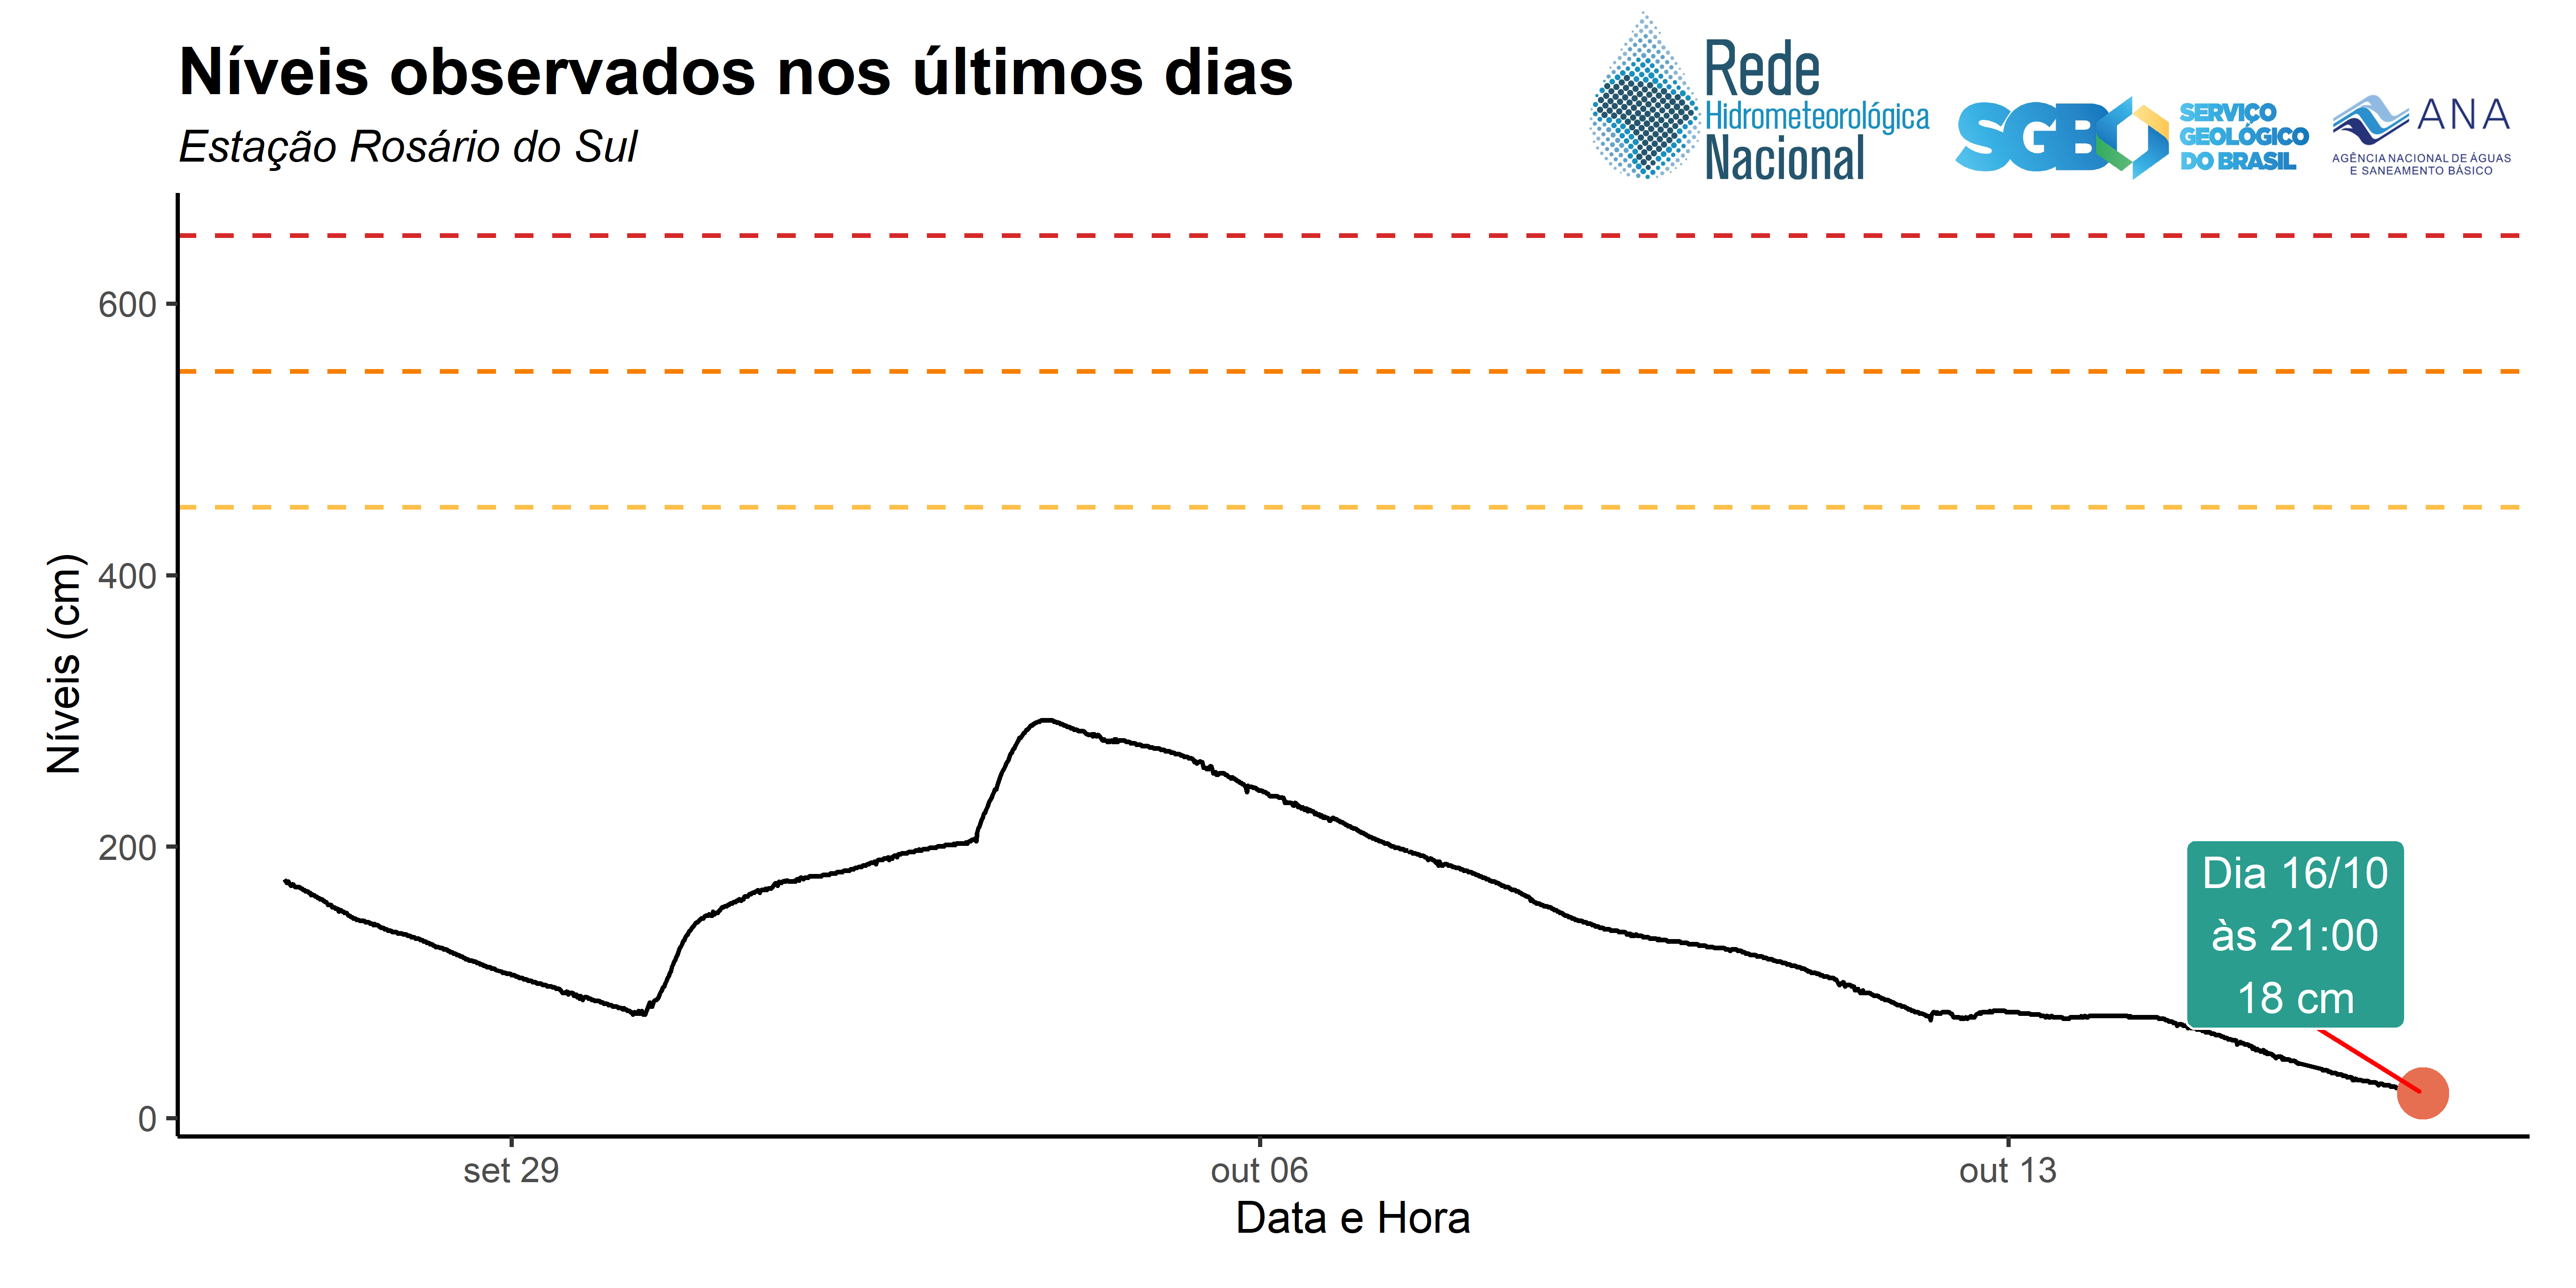 Níveis observados nos últimos dias
Estação Rosário do Sul
Rede
Hidrometeorológica
Nacional
SGB
SERVIÇO
GEOLÓGICO
DO BRASIL
ANA
AGÊNCIA NACIONAL DE ÁGUAS
E SANEAMENTO BÁSICO
Níveis (cm)
600
400
200
0
Dia 16/10
às 21:00
18 cm
set 29
out 06
out 13
Data e Hora